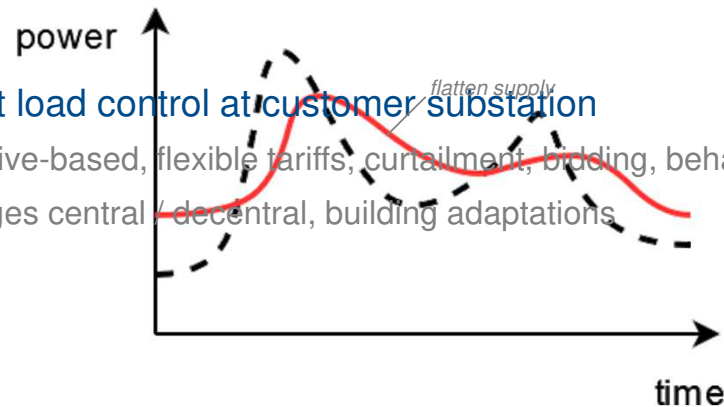 power
flatten supply
t load control at customer substation
ive-based, flexible tariffs, curtailment, bidding, beha
ges central / decentral, building adaptations
time